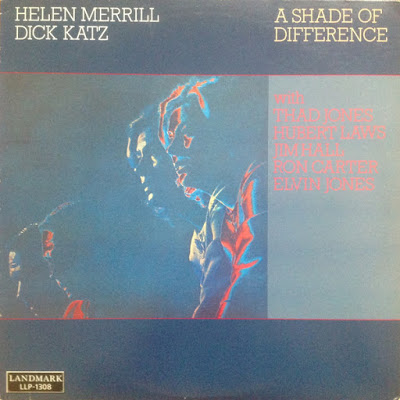 HELEN MERRILL
DICK KATZ
A SHADE OF
DIFFERENCE
with
THAD JONES
HUBERT LAWS
JIM HALL
RON CARTER
ELVIN JONES
LANDMARK
LLP-1308